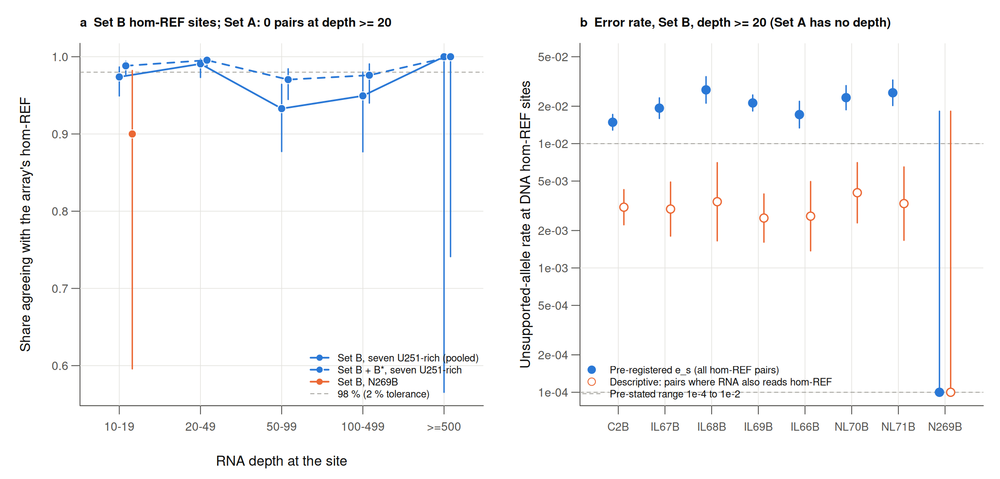 a  Set B hom-REF sites; Set A: 0 pairs at depth >= 20
Share agreeing with the array's hom-REF
1.0
0.9
0.8
0.7
0.6
Set B, seven U251-rich (pooled)
Set B + B*, seven U251-rich
Set B, N269B
98 % (2 % tolerance)
10-19
20-49
50-99
100-499
>=500
RNA depth at the site
b  Error rate, Set B, depth >= 20 (Set A has no depth)
Unsupported-allele rate at DNA hom-REF sites
5e-02
2e-02
1e-02
5e-03
2e-03
1e-03
5e-04
2e-04
1e-04
Pre-registered e_s (all hom-REF pairs)
Descriptive: pairs where RNA also reads hom-REF
Pre-stated range 1e-4 to 1e-2
C2B
IL67B
IL68B
IL69B
IL66B
NL70B
NL71B
N269B